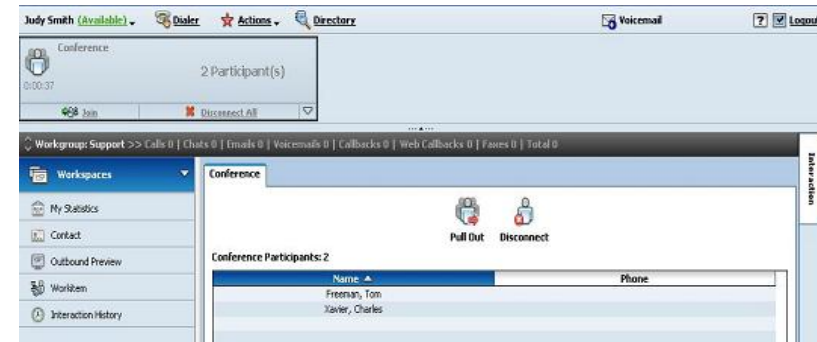 Judy Smith (Available) Dialer Actions Directory Voicemail ? Logout
Conference
2 Participant(s)
0:00:37
Join Disconnect All
Workgroup: Support >> Calls 0 | Chats 0 | Emails 0 | Voicemails 0 | Callbacks 0 | Web Callbacks 0 | Faxes 0 | Total 0
Interaction
Workspaces
Conference
My Statistics
Contact
Outbound Preview
Workitem
Interaction History
Pull Out Disconnect
Conference Participants: 2
Name Phone
Freeman, Tom
Xavier, Charles